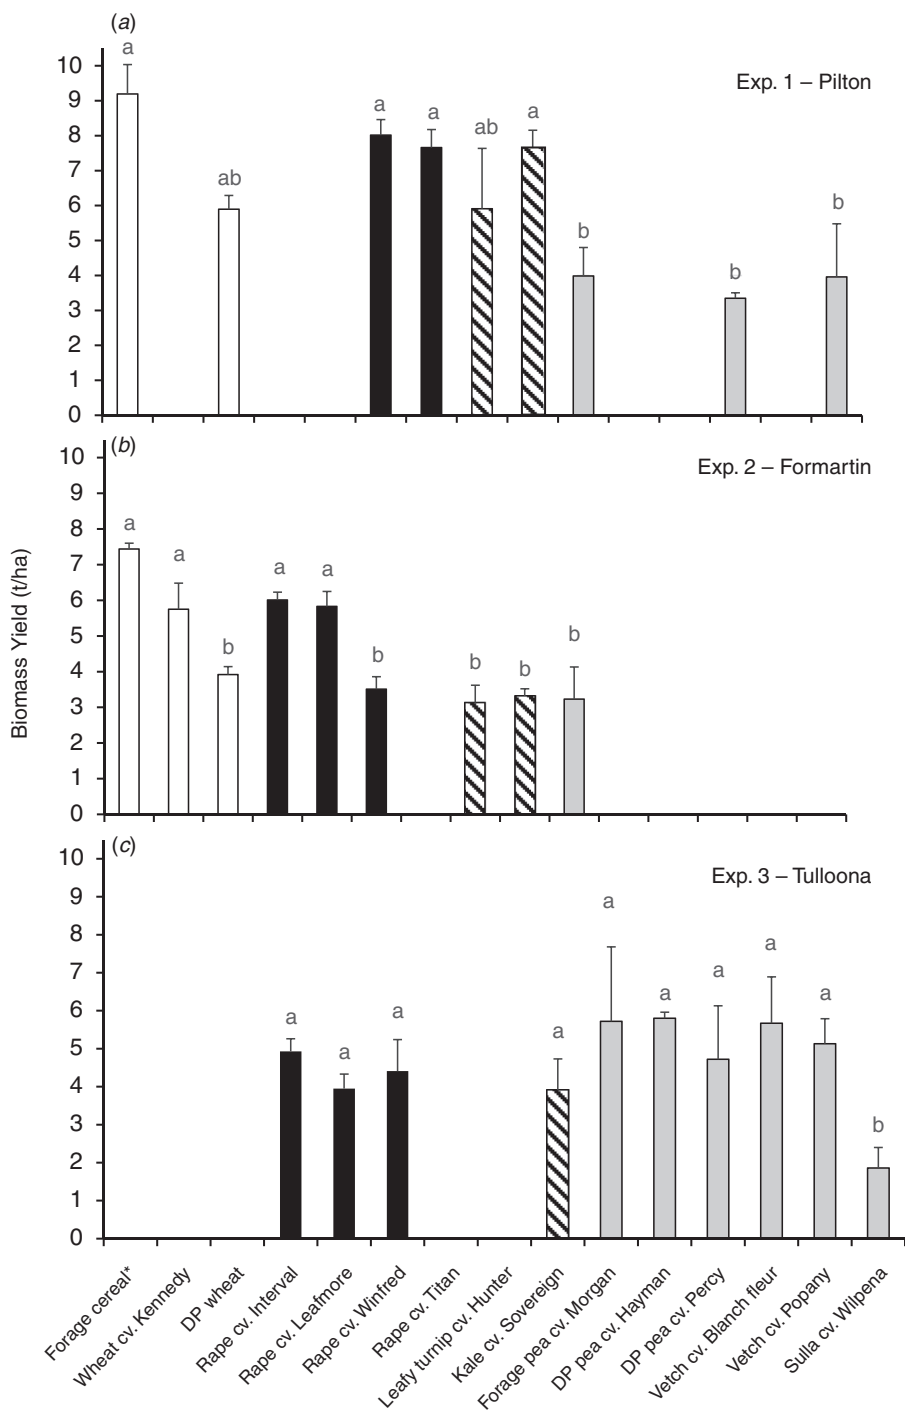 (a)
Exp. 1 – Pilton
10
9
8
7
6
5
4
3
2
1
0
a
ab
a
a
ab
a
b
b
b
(b)
Exp. 2 – Formartin
10
9
8
7
6
5
4
3
2
1
0
a
a
b
a
a
b
b
b
b
Biomass Yield (t/ha)
(c)
Exp. 3 – Tulloona
10
9
8
7
6
5
4
3
2
1
0
a
a
a
a
a
a
a
a
a
b
Forage cereal*
Wheat cv. Kennedy
DP wheat
Rape cv. Interval
Rape cv. Leafmore
Rape cv. Winfred
Rape cv. Titan
Leafy turnip cv. Hunter
Kale cv. Sovereign
Forage pea cv. Morgan
DP pea cv. Hayman
DP pea cv. Percy
Vetch cv. Blanch fleur
Vetch cv. Popany
Sulla cv. Wilpena